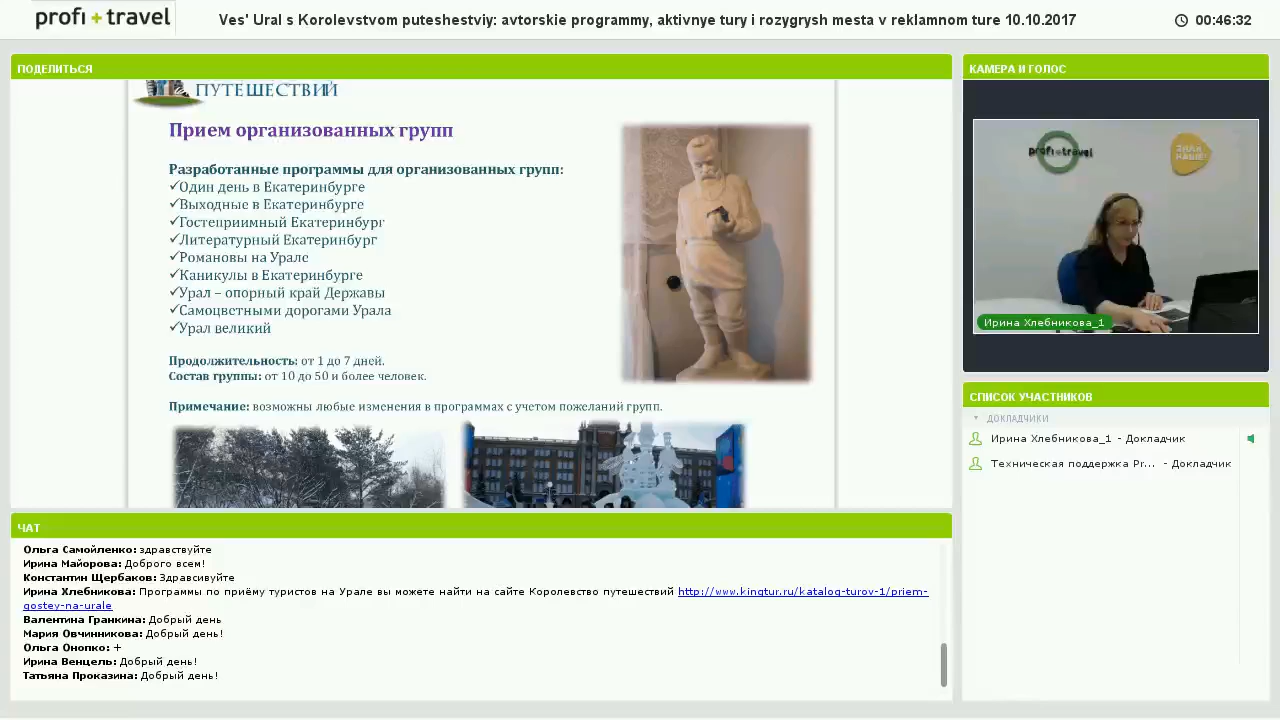 profi + travel
Ves' Ural s Korolevstvom puteshestviy: avtorskie programmy, aktivnye tury i rozygrysh mesta v reklamnom ture 10.10.2017
00:46:32
ПОДЕЛИТЬСЯ
ПУТЕШЕСТВИЙ
Прием организованных групп
Разработанные программы для организованных групп:
✓Один день в Екатеринбурге
✓Выходные в Екатеринбурге
✓Гостеприимный Екатеринбург
✓Литературный Екатеринбург
✓Романовы на Урале
✓Каникулы в Екатеринбурге
✓Урал – опорный край Державы
✓Самоцветными дорогами Урала
✓Урал великий
Продолжительность: от 1 до 7 дней.
Состав группы: от 10 до 50 и более человек.
Примечание: возможны любые изменения в программах с учетом пожеланий групп.
КАМЕРА И ГОЛОС
profi+travel
ЗНАЙ НАШЕ!
Ирина Хлебникова_1
СПИСОК УЧАСТНИКОВ
ДОКЛАДЧИКИ
Ирина Хлебникова_1 - Докладчик
Техническая поддержка Pr... - Докладчик
ЧАТ
Ольга Самойленко: здравствуйте
Ирина Майорова: Доброго всем!
Константин Щербаков: Здравсивуйте
Ирина Хлебникова: Программы по приёму туристов на Урале вы можете найти на сайте Королевство путешествий http://www.kingtur.ru/katalog-turov-1/priem-
gostey-na-urale
Валентина Гранкина: Добрый день
Мария Овчинникова: Добрый день!
Ольга Онопко: +
Ирина Венцель: Добрый день!
Татьяна Проказина: Добрый день!